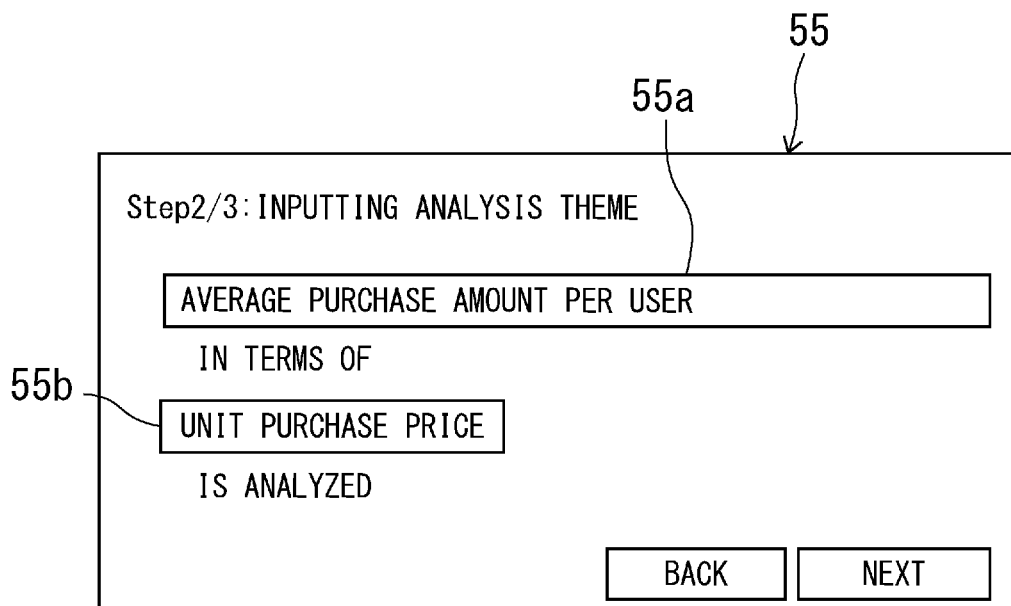 55
55a
Step2/3:INPUTTING ANALYSIS THEME
AVERAGE PURCHASE AMOUNT PER USER
IN TERMS OF
55b
UNIT PURCHASE PRICE
IS ANALYZED
BACK NEXT